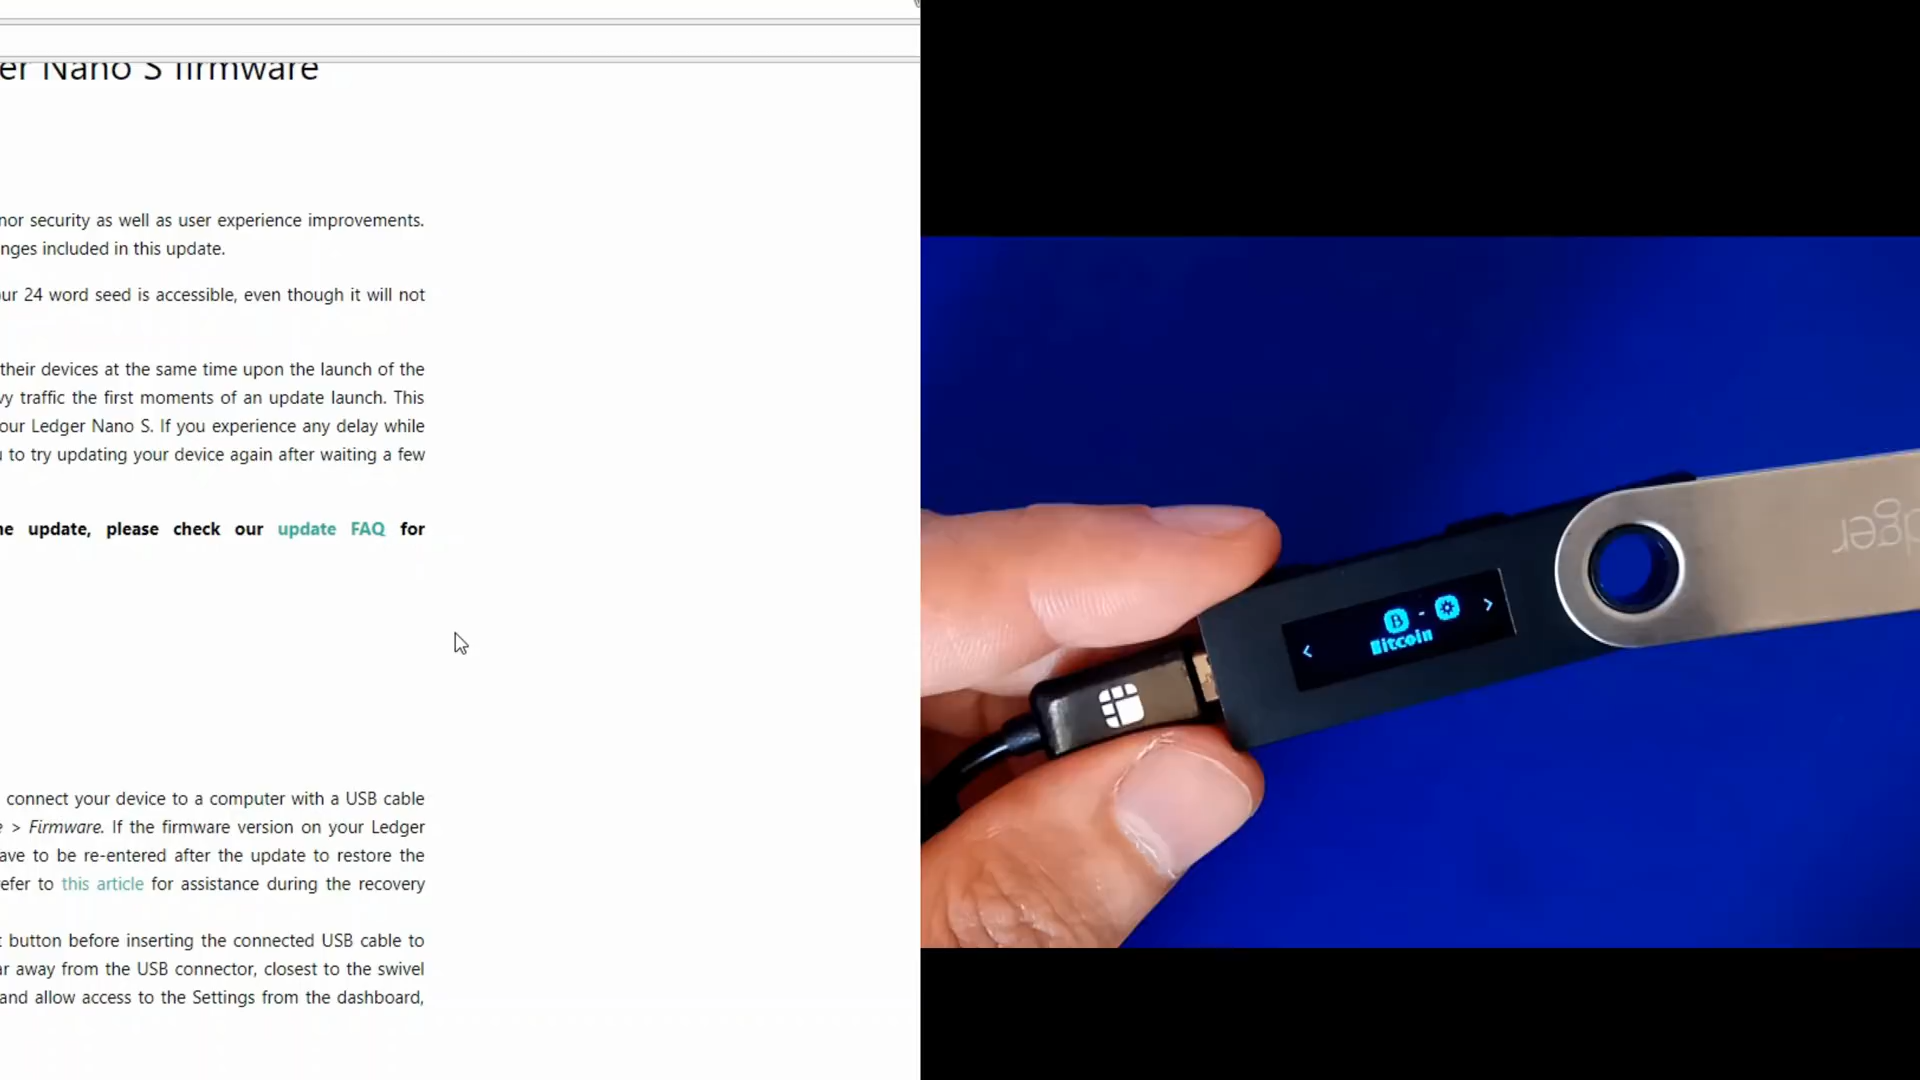 er Nano S firmware
nor security as well as user experience improvements.
nges included in this update.
ur 24 word seed is accessible, even though it will not
their devices at the same time upon the launch of the
vy traffic the first moments of an update launch. This
our Ledger Nano S. If you experience any delay while
to try updating your device again after waiting a few
he update, please check our update FAQ for
connect your device to a computer with a USB cable
> Firmware. If the firmware version on your Ledger
ave to be re-entered after the update to restore the
efer to this article for assistance during the recovery
t button before inserting the connected USB cable to
ar away from the USB connector, closest to the swivel
and allow access to the Settings from the dashboard,
< B - >
Bitcoin
dger